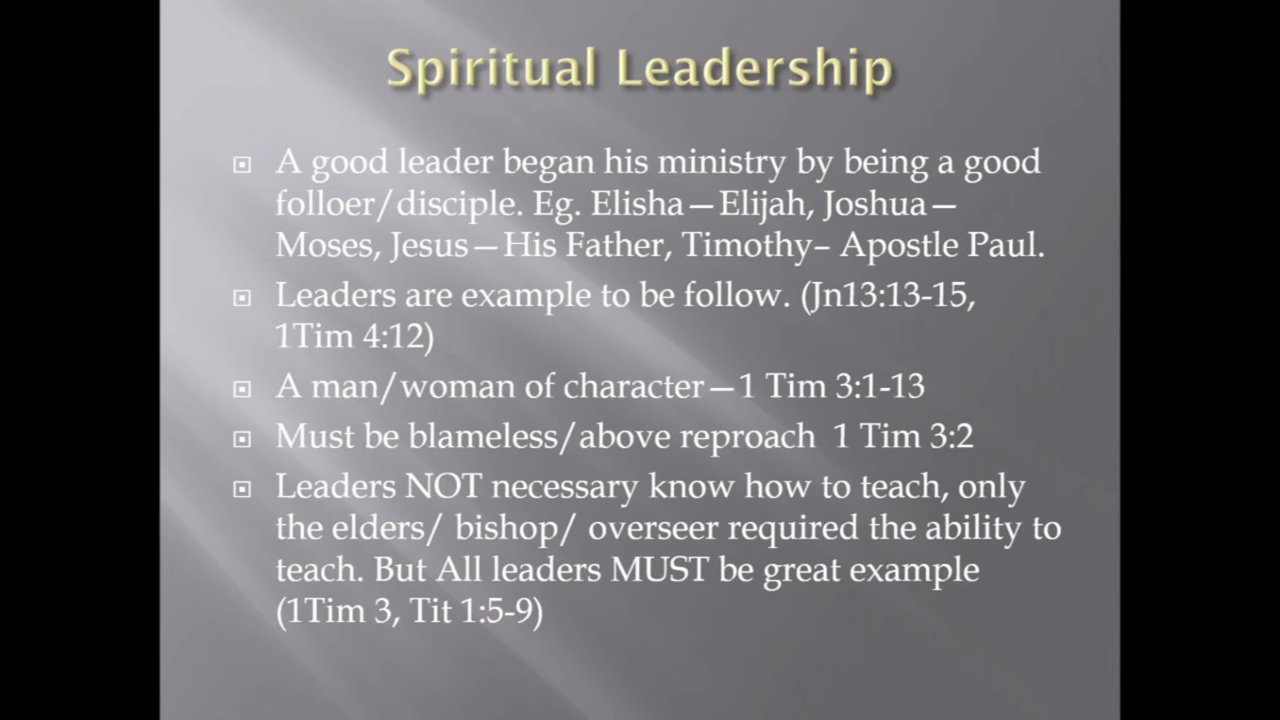 Spiritual Leadership
A good leader began his ministry by being a good
folloer/disciple. Eg. Elisha—Elijah, Joshua—
Moses, Jesus—His Father, Timothy– Apostle Paul.
Leaders are example to be follow. (Jn13:13-15,
1Tim 4:12)
A man/woman of character—1 Tim 3:1-13
Must be blameless/above reproach  1 Tim 3:2
Leaders NOT necessary know how to teach, only
the elders/ bishop/ overseer required the ability to
teach. But All leaders MUST be great example
(1Tim 3, Tit 1:5-9)